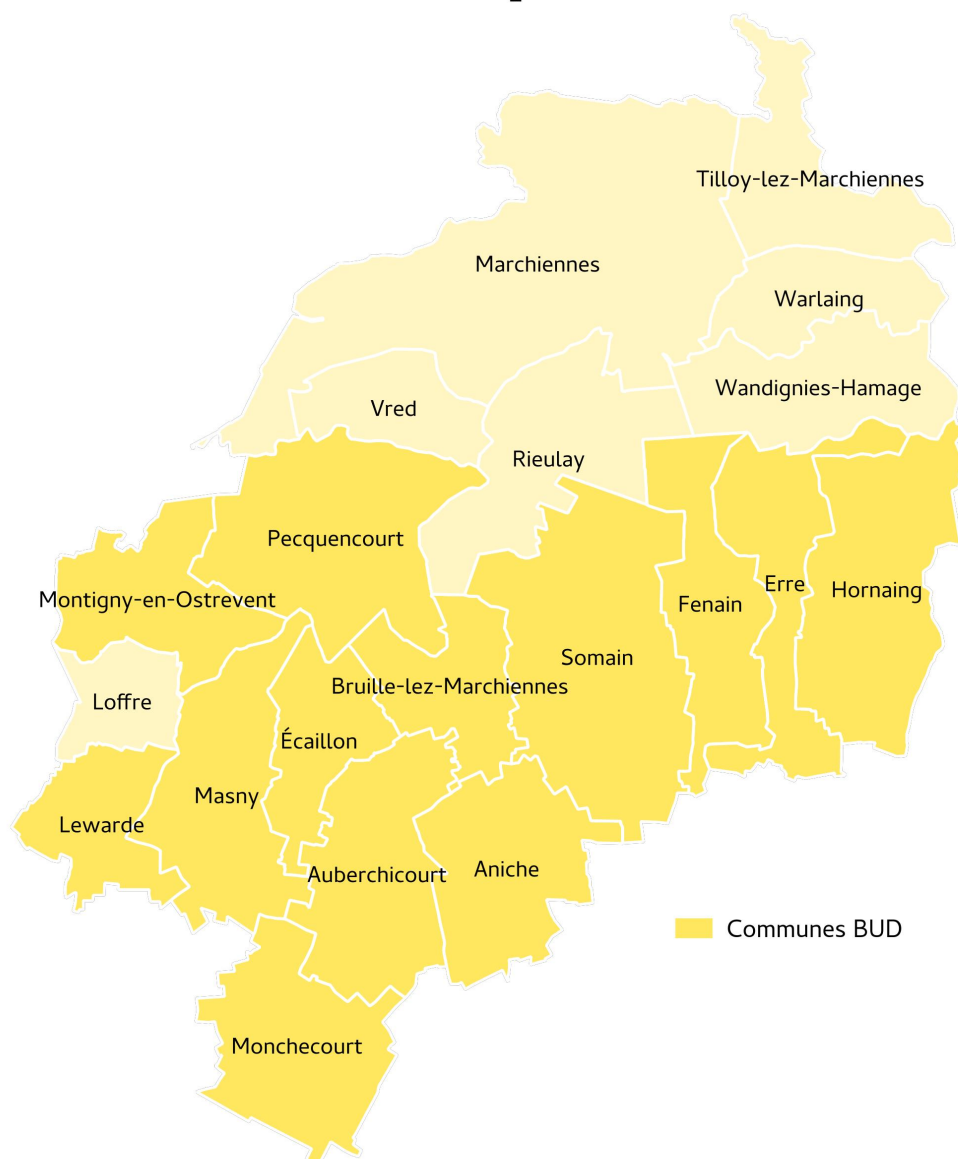 Tilloy-lez-Marchiennes
Marchiennes
Warlaing
Wandignies-Hamage
Vred
Rieulay
Pecquencourt
Erre
Hornaing
Montigny-en-Ostrevent
Fenain
Somain
Bruille-lez-Marchiennes
Loffre
Écaillon
Masny
Lewarde
Auberchicourt
Aniche
Communes BUD
Monchecourt